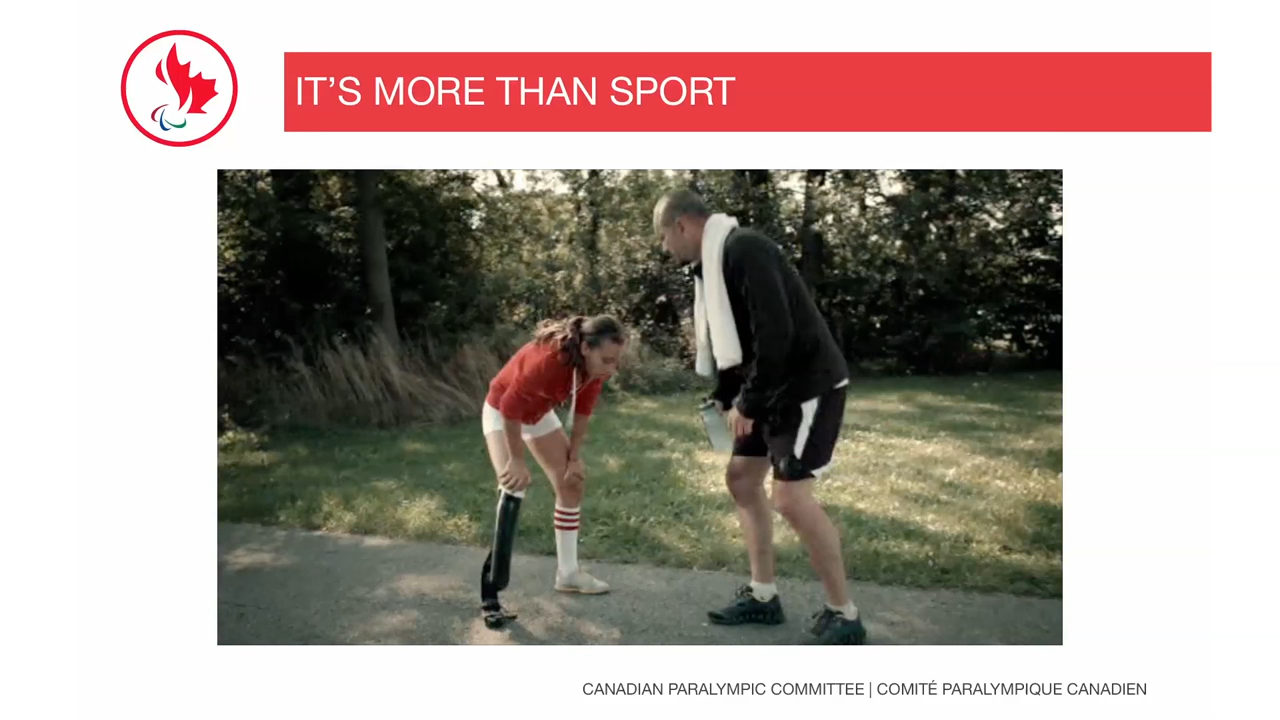 IT’S MORE THAN SPORT
CANADIAN PARALYMPIC COMMITTEE | COMITÉ PARALYMPIQUE CANADIEN